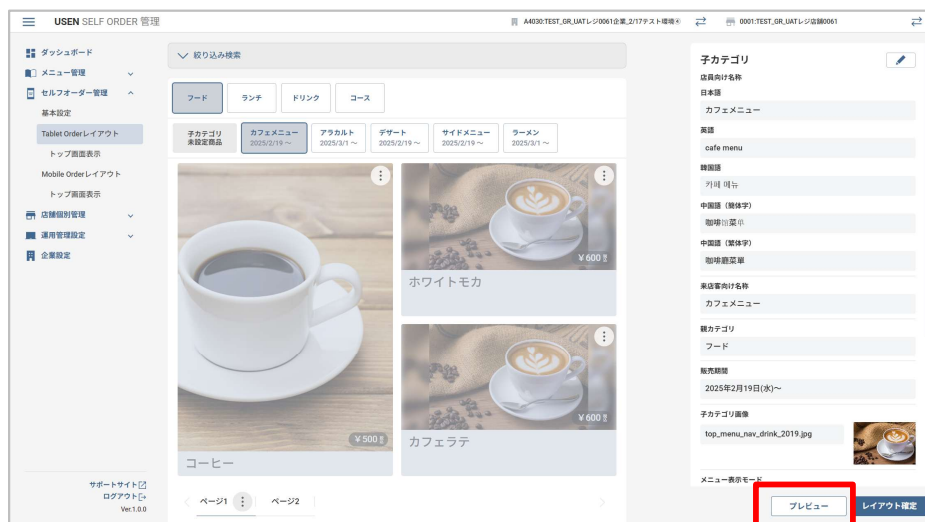 USEN SELF ORDER 管理
A4030:TEST_GR_UATレジ0061企業_2/17テスト環境
0001:TEST_GR_UATレジ店舗0061
ダッシュボード
メニュー管理
セルフオーダー管理
基本設定
Tablet Orderレイアウト
トップ画面表示
Mobile Orderレイアウト
トップ画面表示
店舗個別管理
運用管理設定
企業設定
サポートサイト
ログアウト
Ver.1.0.0
絞り込み検索
フード
ランチ
ドリンク
コース
子カテゴリ
未設定商品
カフェメニュー
2025/2/19 ～
アラカルト
2025/3/1 ～
デザート
2025/2/19 ～
サイドメニュー
2025/2/19 ～
ラーメン
2025/3/1 ～
¥500
コーヒー
¥600
ホワイトモカ
¥600
カフェラテ
ページ1
ページ2
子カテゴリ
店員向け名称
日本語
カフェメニュー
英語
cafe menu
韓国語
카페 메뉴
中国語（簡体字）
咖啡馆菜单
中国語（繁体字）
咖啡廳菜單
来店客向け名称
カフェメニュー
親カテゴリ
フード
販売期間
2025年2月19日(水)～
子カテゴリ画像
top_menu_nav_drink_2019.jpg
メニュー表示モード
プレビュー
レイアウト確定